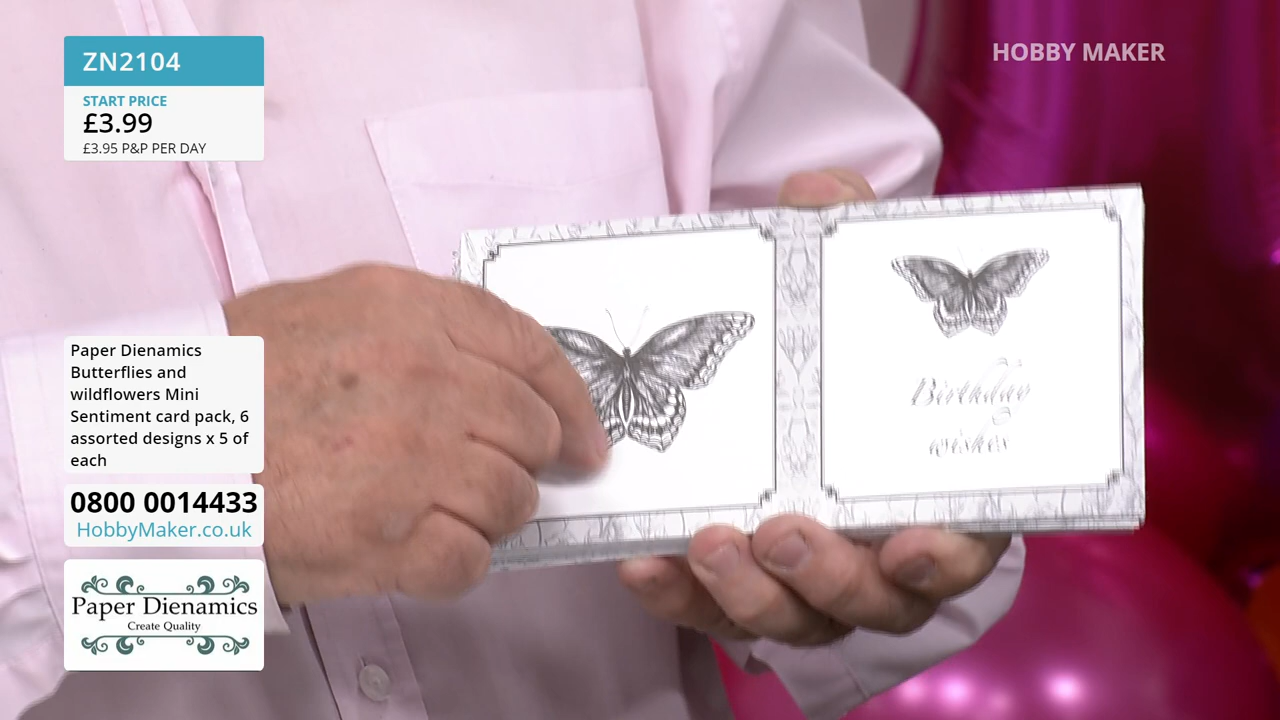 ZN2104
START PRICE
£3.99
£3.95 P&P PER DAY
HOBBY MAKER
Birthday
wishes
Paper Dienamics
Butterflies and
wildflowers Mini
Sentiment card pack, 6
assorted designs x 5 of
each
0800 0014433
HobbyMaker.co.uk
Paper Dienamics
Create Quality